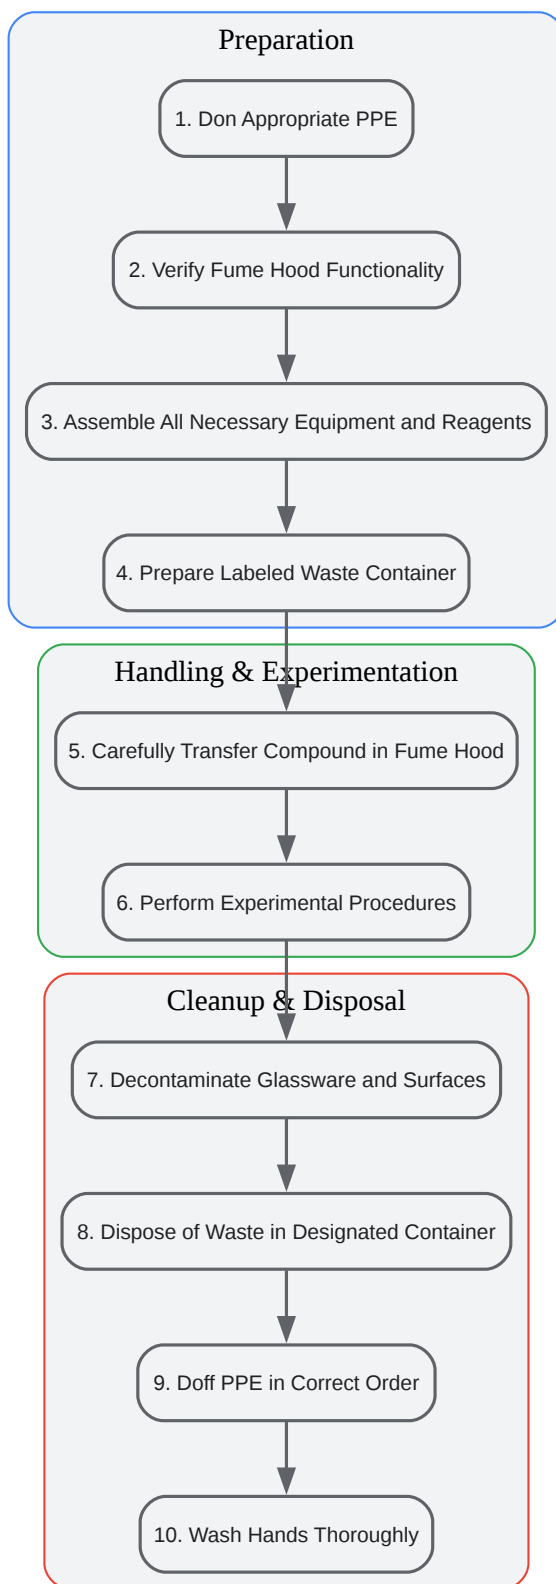 Preparation
1. Don Appropriate PPE
2. Verify Fume Hood Functionality
3. Assemble All Necessary Equipment and Reagents
4. Prepare Labeled Waste Container
Handling & Experimentation
5. Carefully Transfer Compound in Fume Hood
6. Perform Experimental Procedures
Cleanup & Disposal
7. Decontaminate Glassware and Surfaces
8. Dispose of Waste in Designated Container
9. Doff PPE in Correct Order
10. Wash Hands Thoroughly